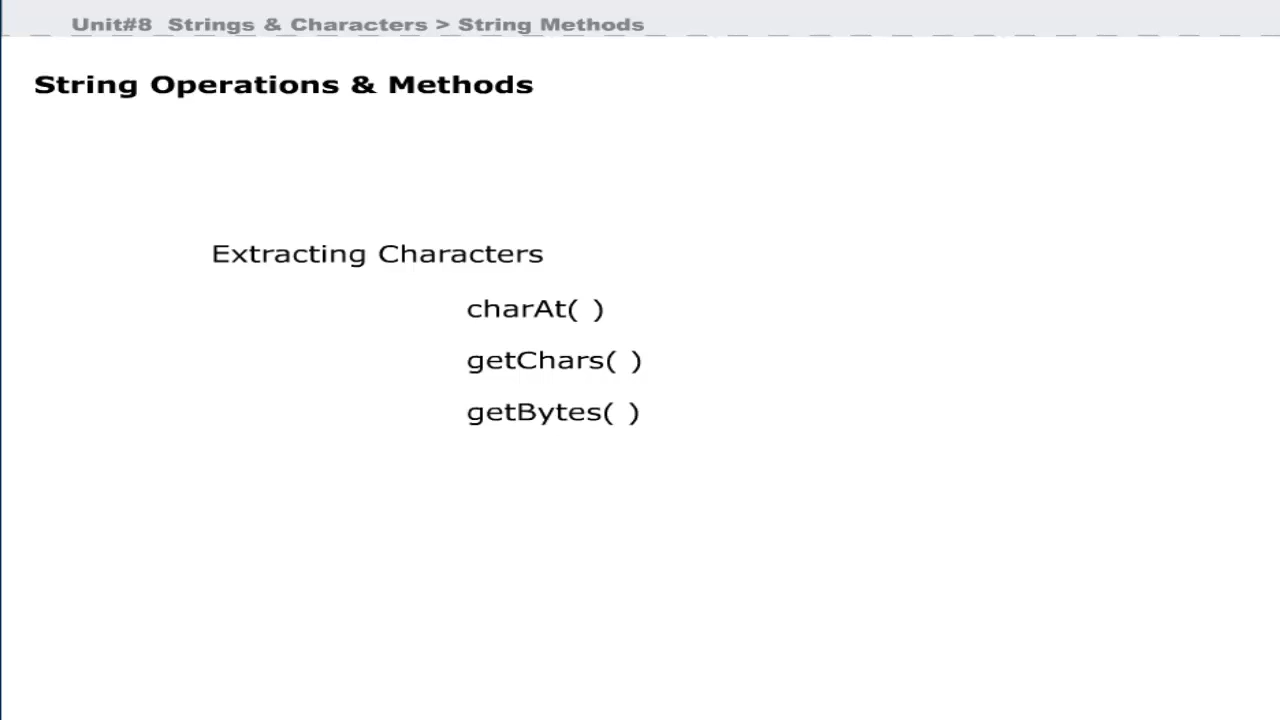 Unit#8 Strings & Characters > String Methods
String Operations & Methods
Extracting Characters
charAt( )
getChars( )
getBytes( )